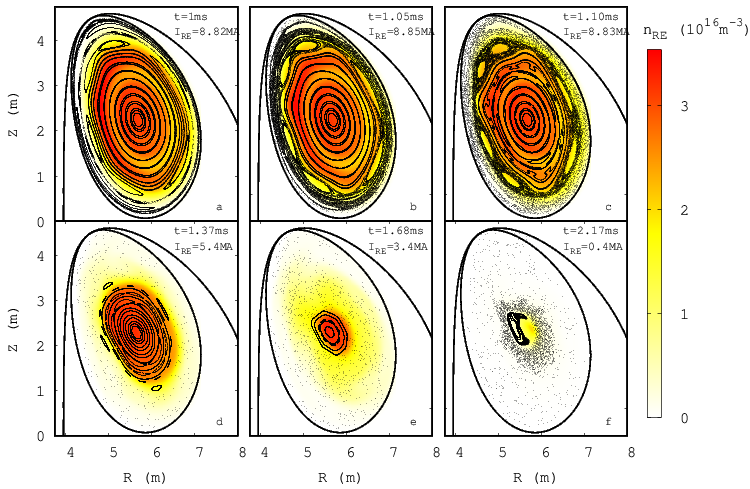 t=1ms
I_RE=8.82MA
t=1.05ms
I_RE=8.85MA
t=1.10ms
I_RE=8.83MA
n_RE (10^16 m^-3)
4
3
2
1
0
Z (m)
a
b
c
3
2
1
0
t=1.37ms
I_RE=5.4MA
t=1.68ms
I_RE=3.4MA
t=2.17ms
I_RE=0.4MA
4
3
2
1
0
Z (m)
d
e
f
4 5 6 7 8
4 5 6 7 8
4 5 6 7 8
R (m)
R (m)
R (m)